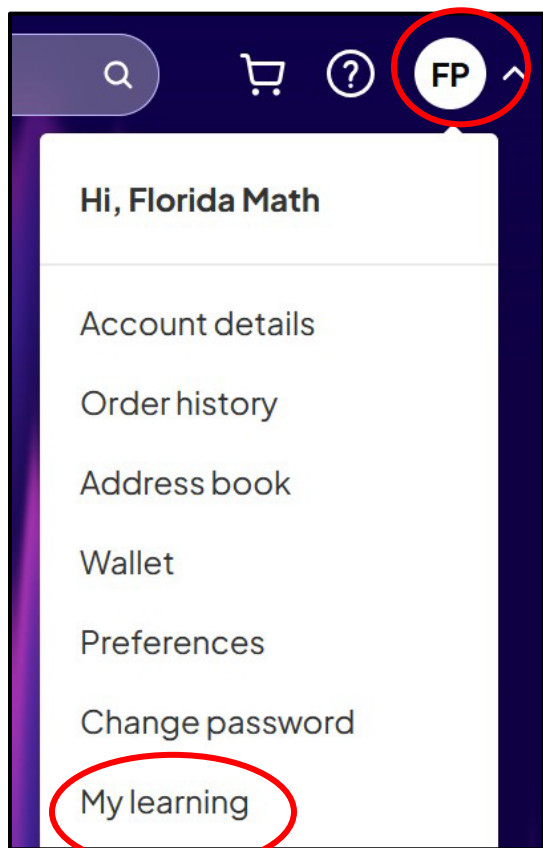 FP
Hi, Florida Math
Account details
Order history
Address book
Wallet
Preferences
Change password
My learning